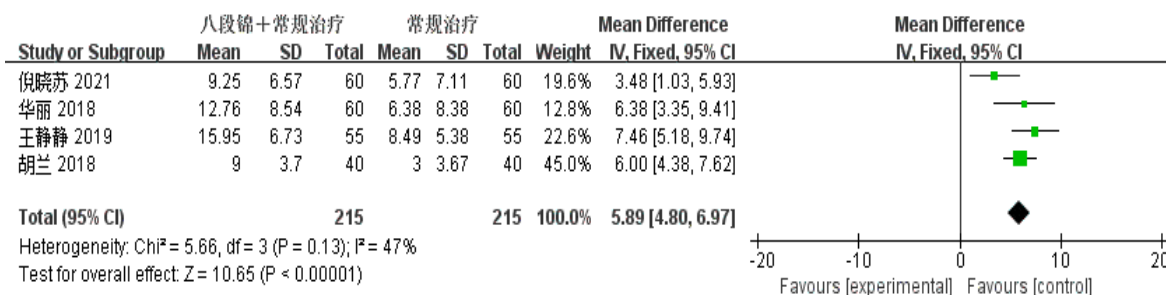 八段锦＋常规治疗 常规治疗 Mean Difference Mean Difference
Study or Subgroup Mean SD Total Mean SD Total Weight IV, Fixed, 95% CI IV, Fixed, 95% CI
倪晓苏 2021 9.25 6.57 60 5.77 7.11 60 19.6% 3.48 [1.03, 5.93]
华丽 2018 12.76 8.54 60 6.38 8.38 60 12.8% 6.38 [3.35, 9.41]
王静静 2019 15.95 6.73 55 8.49 5.38 55 22.6% 7.46 [5.18, 9.74]
胡兰 2018 9 3.7 40 3 3.67 40 45.0% 6.00 [4.38, 7.62]
Total (95% CI) 215 215 100.0% 5.89 [4.80, 6.97]
Heterogeneity: Chi² = 5.66, df = 3 (P = 0.13); I² = 47%
Test for overall effect: Z = 10.65 (P < 0.00001)
-20 -10 0 10 20
Favours [experimental] Favours [control]